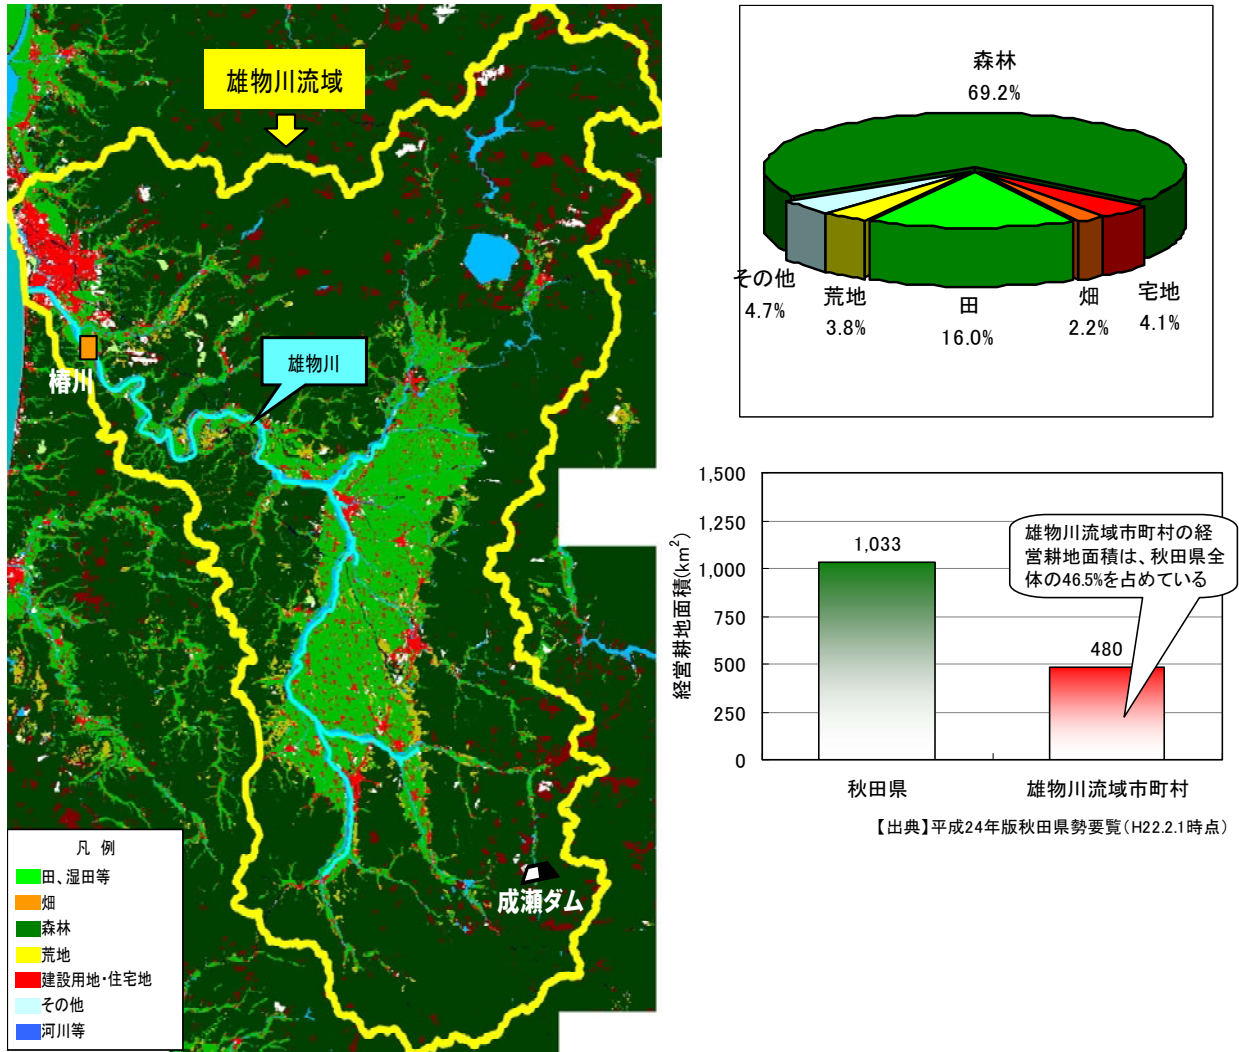 雄物川流域
椿川
雄物川
成瀬ダム
凡 例
田、湿田等
畑
森林
荒地
建設用地・住宅地
その他
河川等
森林
69.2%
その他
4.7%
荒地
3.8%
田
16.0%
畑
2.2%
宅地
4.1%
経営耕地面積(km²)
1,500
1,250
1,000
750
500
250
0
1,033
480
雄物川流域市町村の経
営耕地面積は、秋田県全
体の46.5%を占めている
秋田県
雄物川流域市町村
【出典】平成24年版秋田県勢要覧(H22.2.1時点)